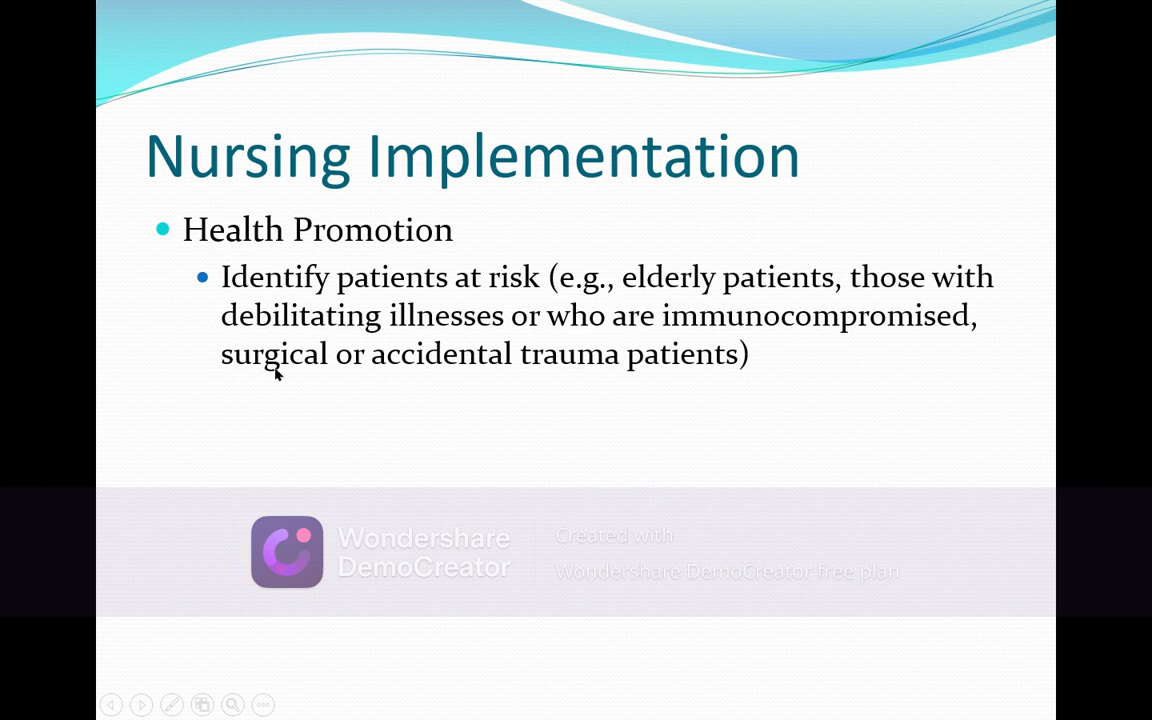 Nursing Implementation
Health Promotion
Identify patients at risk (e.g., elderly patients, those with
debilitating illnesses or who are immunocompromised,
surgical or accidental trauma patients)
Wondershare
DemoCreator
Created with
Wondershare DemoCreator free plan